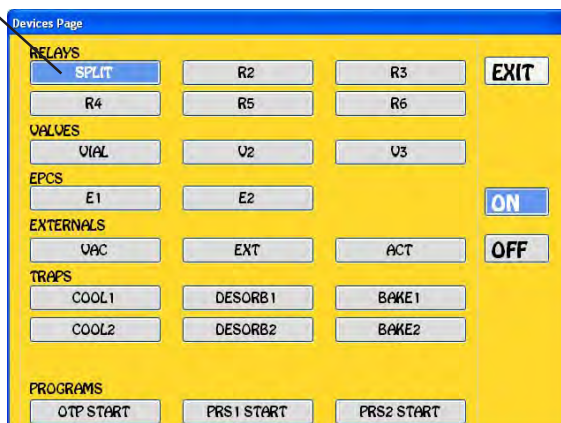 Devices Page
RELAYS
SPLIT R2 R3 EXIT
R4 R5 R6
VALVES
VIAL V2 V3
EPCS
E1 E2 ON
EXTERNALS
VAC EXT ACT OFF
TRAPS
COOL1 DESORB1 BAKE1
COOL2 DESORB2 BAKE2
PROGRAMS
OTP START PRS1 START PRS2 START